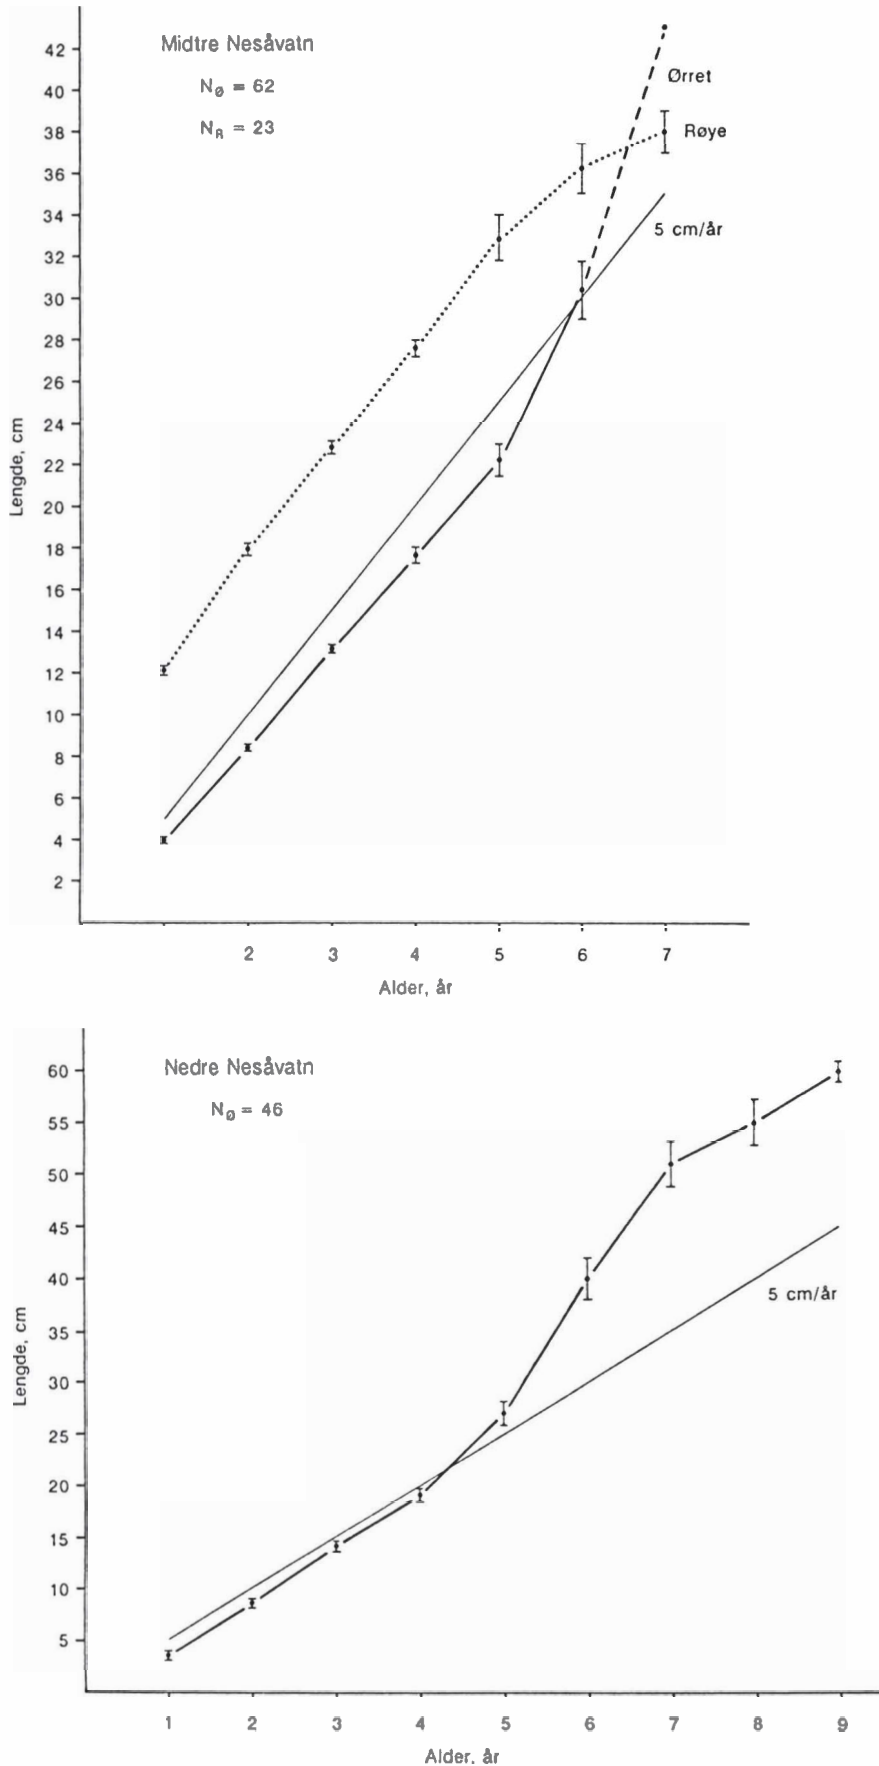 Midtre Nesåvatn
Nø = 62
NR = 23
42
40
38
36
34
32
30
28
26
24
22
20
18
16
14
12
10
8
6
4
2
Lengde, cm
Ørret
Røye
5 cm/år
2 3 4 5 6 7
Alder, år
Nedre Nesåvatn
Nø = 46
60
55
50
45
40
35
30
25
20
15
10
5
Lengde, cm
5 cm/år
1 2 3 4 5 6 7 8 9
Alder, år